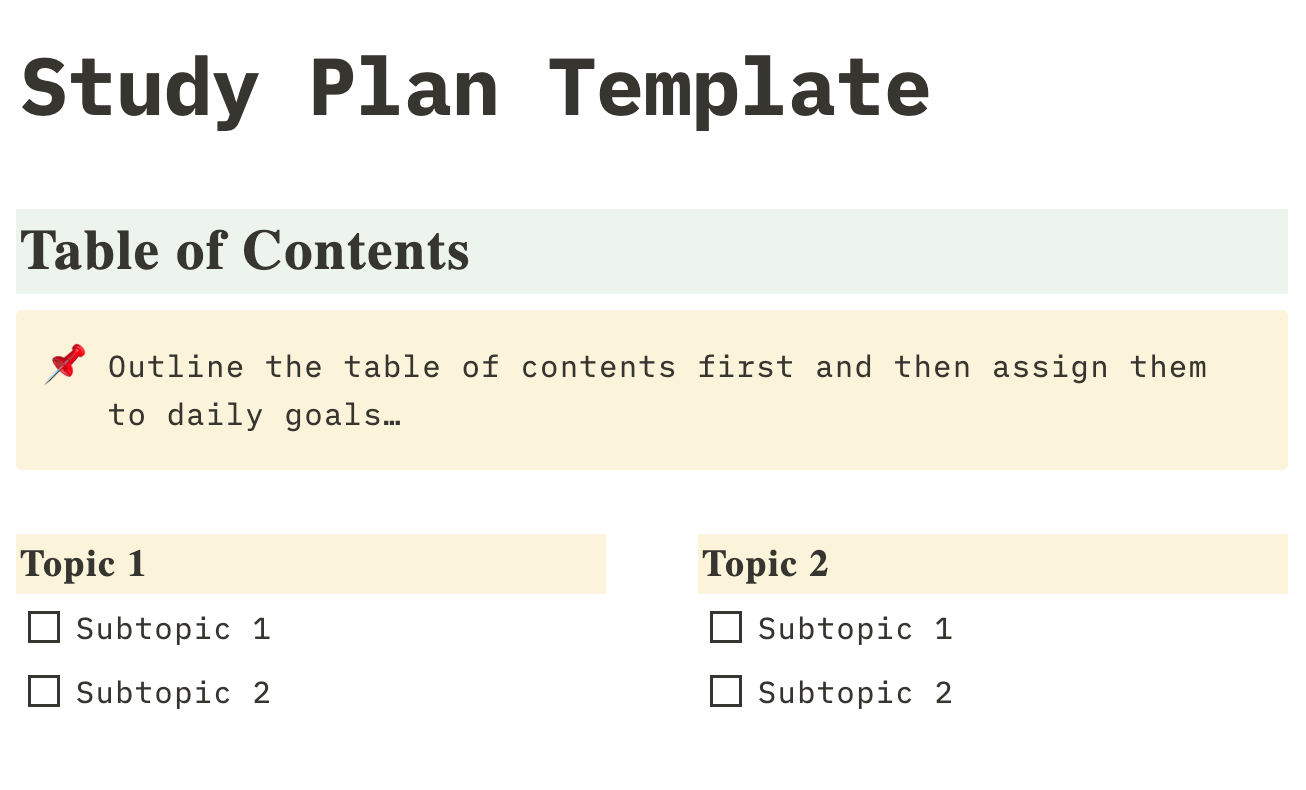 Study Plan Template
Table of Contents
Outline the table of contents first and then assign them
to daily goals…
Topic 1
Subtopic 1
Subtopic 2
Topic 2
Subtopic 1
Subtopic 2